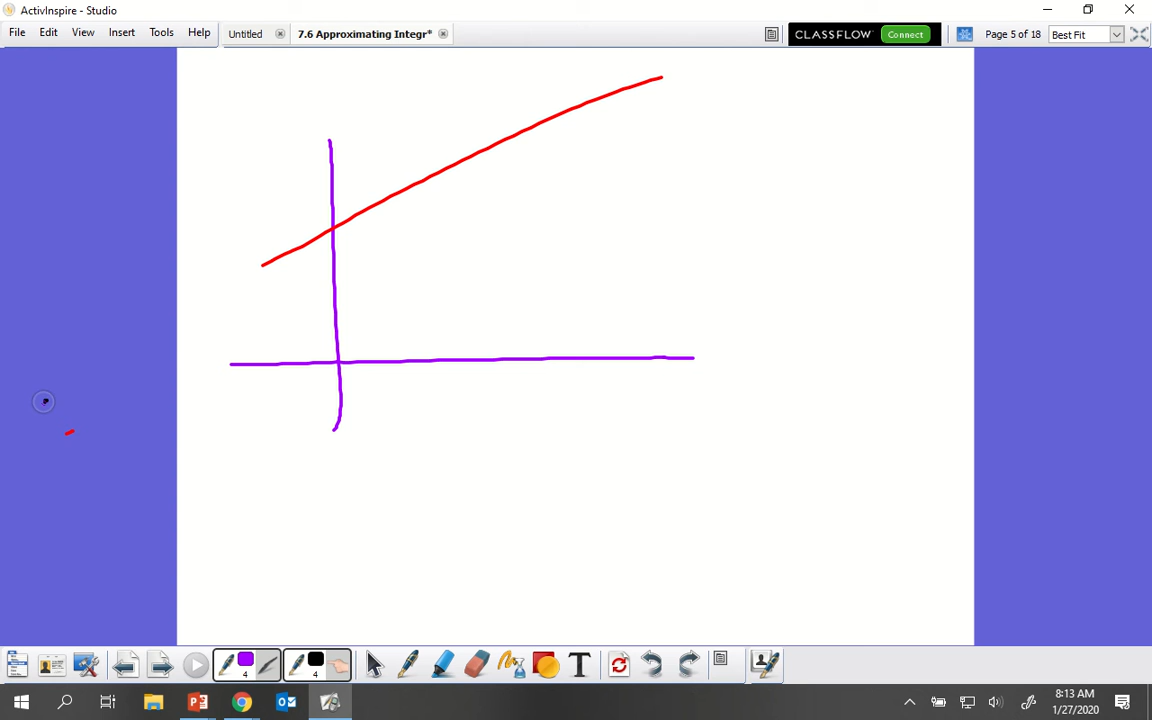 ActivInspire - Studio
File Edit View Insert Tools Help Untitled 7.6 Approximating Integr* CLASSFLOW™ Connect Page 5 of 18 Best Fit
4 4 T
8:13 AM
1/27/2020